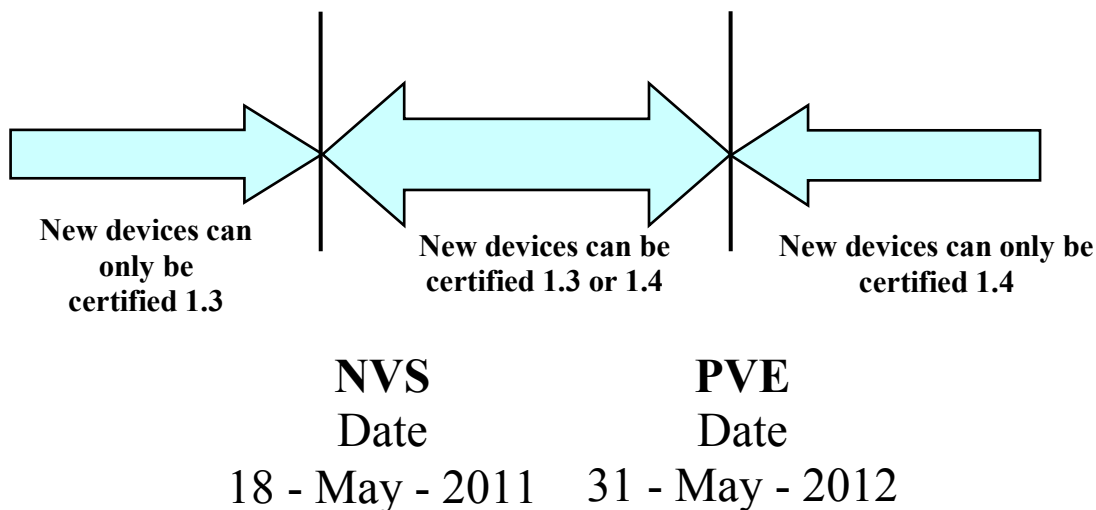 New devices can
only be
certified 1.3
New devices can be
certified 1.3 or 1.4
New devices can only be
certified 1.4
NVS
Date
18 - May - 2011
PVE
Date
31 - May - 2012